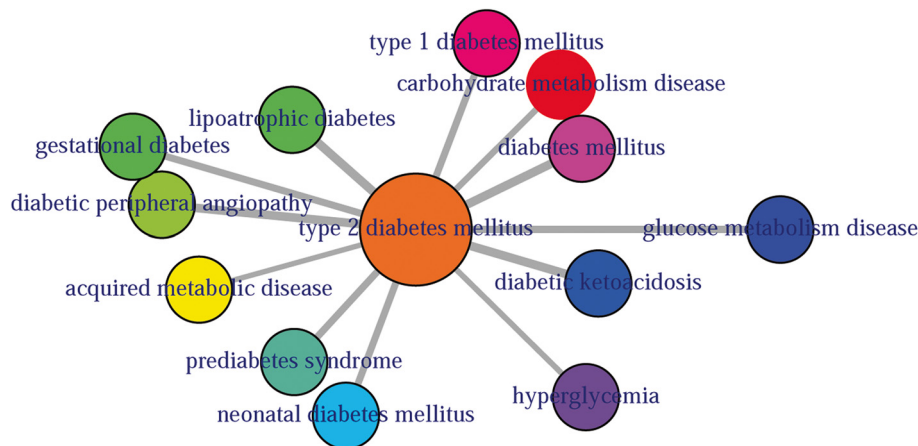 type 1 diabetes mellitus
carbohydrate metabolism disease
lipoatrophic diabetes
gestational diabetes
diabetes mellitus
diabetic peripheral angiopathy
type 2 diabetes mellitus
glucose metabolism disease
diabetic ketoacidosis
acquired metabolic disease
prediabetes syndrome
hyperglycemia
neonatal diabetes mellitus